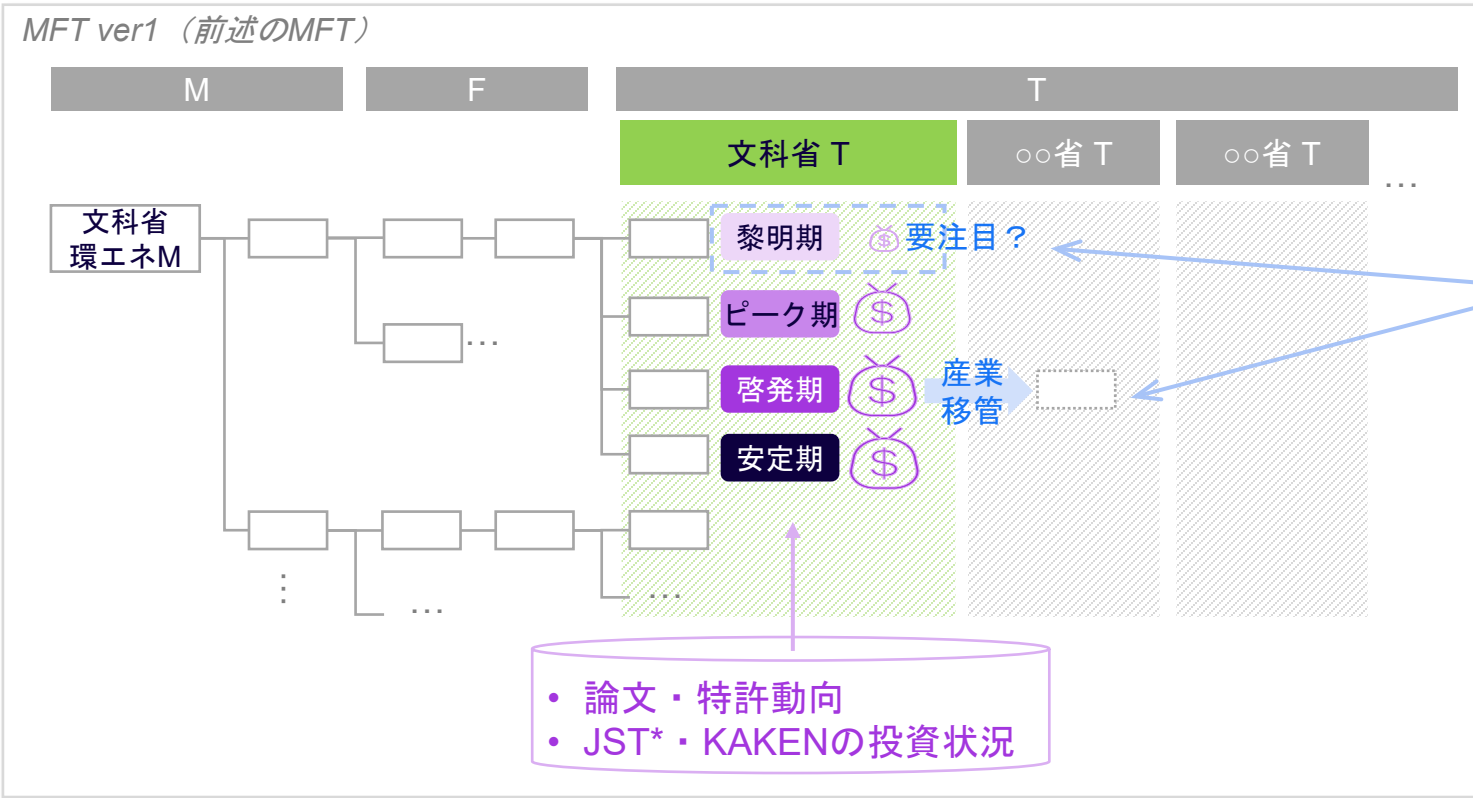 MFT ver1（前述のMFT）
M
F
T
文科省 T
○○省 T
○○省 T
…
文科省
環エネM
黎明期
$
要注目？
ピーク期
$
…
啓発期
$
産業
移管
安定期
$
…
…
…
• 論文・特許動向
• JST*・KAKENの投資状況